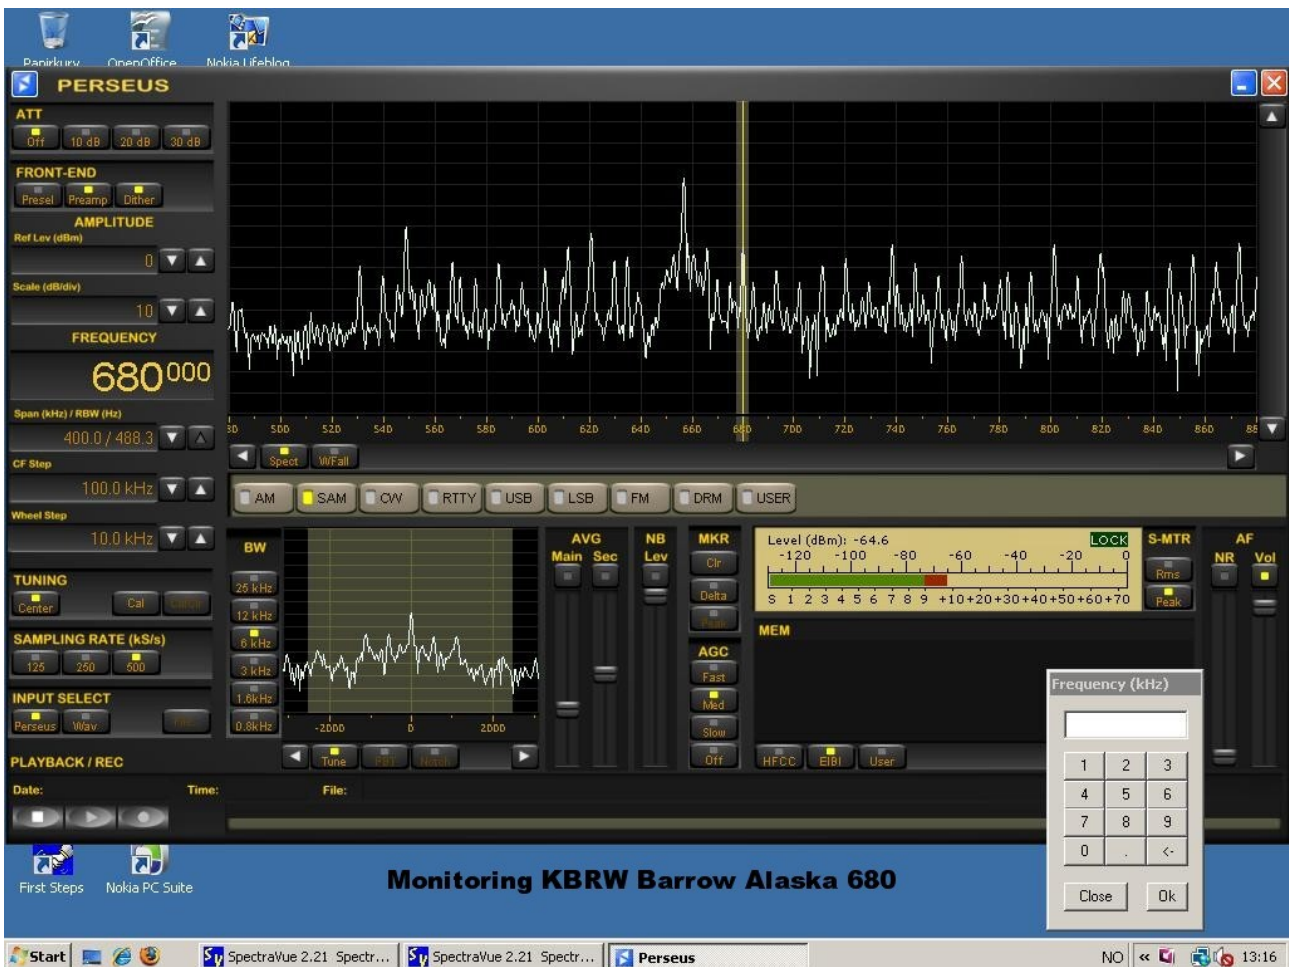 Papirkurv OpenOffice Nokia Lifeblog
PERSEUS
ATT
Off 10 dB 20 dB 30 dB
FRONT-END
Presel Preamp Dither
AMPLITUDE
Ref Lev (dBm)
0
Scale (dB/div)
10
FREQUENCY
680000
Span (kHz) / RBW (Hz)
400.0 / 488.3
CF Step
100.0 kHz
Wheel Step
10.0 kHz
TUNING
Center Cal
SAMPLING RATE (kS/s)
125 250 500
INPUT SELECT
Perseus Wav
PLAYBACK / REC
Date: Time: File:
80 500 520 540 560 580 600 620 640 660 680 700 720 740 760 780 800 820 840 860 88
Spect WFall
AM SAM CW RTTY USB LSB FM DRM USER
BW
25 kHz
12 kHz
6 kHz
3 kHz
1.6kHz
0.8kHz
-2000 0 2000
Tune PBT Notch
AVG
Main Sec
NB
Lev
MKR
Clr
Delta
Peak
AGC
Fast
Med
Slow
Off
Level (dBm): -64.6 LOCK
-120 -100 -80 -60 -40 -20 0
S 1 2 3 4 5 6 7 8 9 +10+20+30+40+50+60+70
S-MTR
Rms
Peak
AF
NR Vol
MEM
HFCC EIBI User
Frequency (kHz)
1 2 3
4 5 6
7 8 9
0 . <-
Close Ok
First Steps Nokia PC Suite
Monitoring KBRW Barrow Alaska 680
Start SpectraVue 2.21 Spectr... SpectraVue 2.21 Spectr... Perseus NO « 13:16